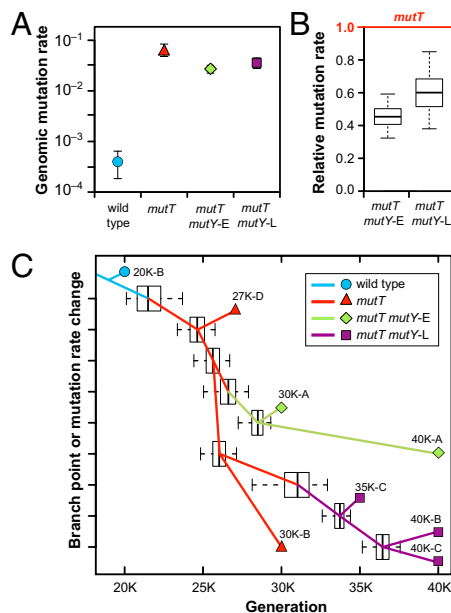 A
Genomic mutation rate
10⁻¹
10⁻²
10⁻³
10⁻⁴
wild type
mutT
mutT mutY-E
mutT mutY-L
B
mutT
Relative mutation rate
1.0
0.8
0.6
0.4
0.2
0.0
mutT mutY-E
mutT mutY-L
C
Branch point or mutation rate change
20K-B
27K-D
30K-A
40K-A
35K-C
40K-B
40K-C
30K-B
wild type
mutT
mutT mutY-E
mutT mutY-L
20K
25K
30K
35K
40K
Generation